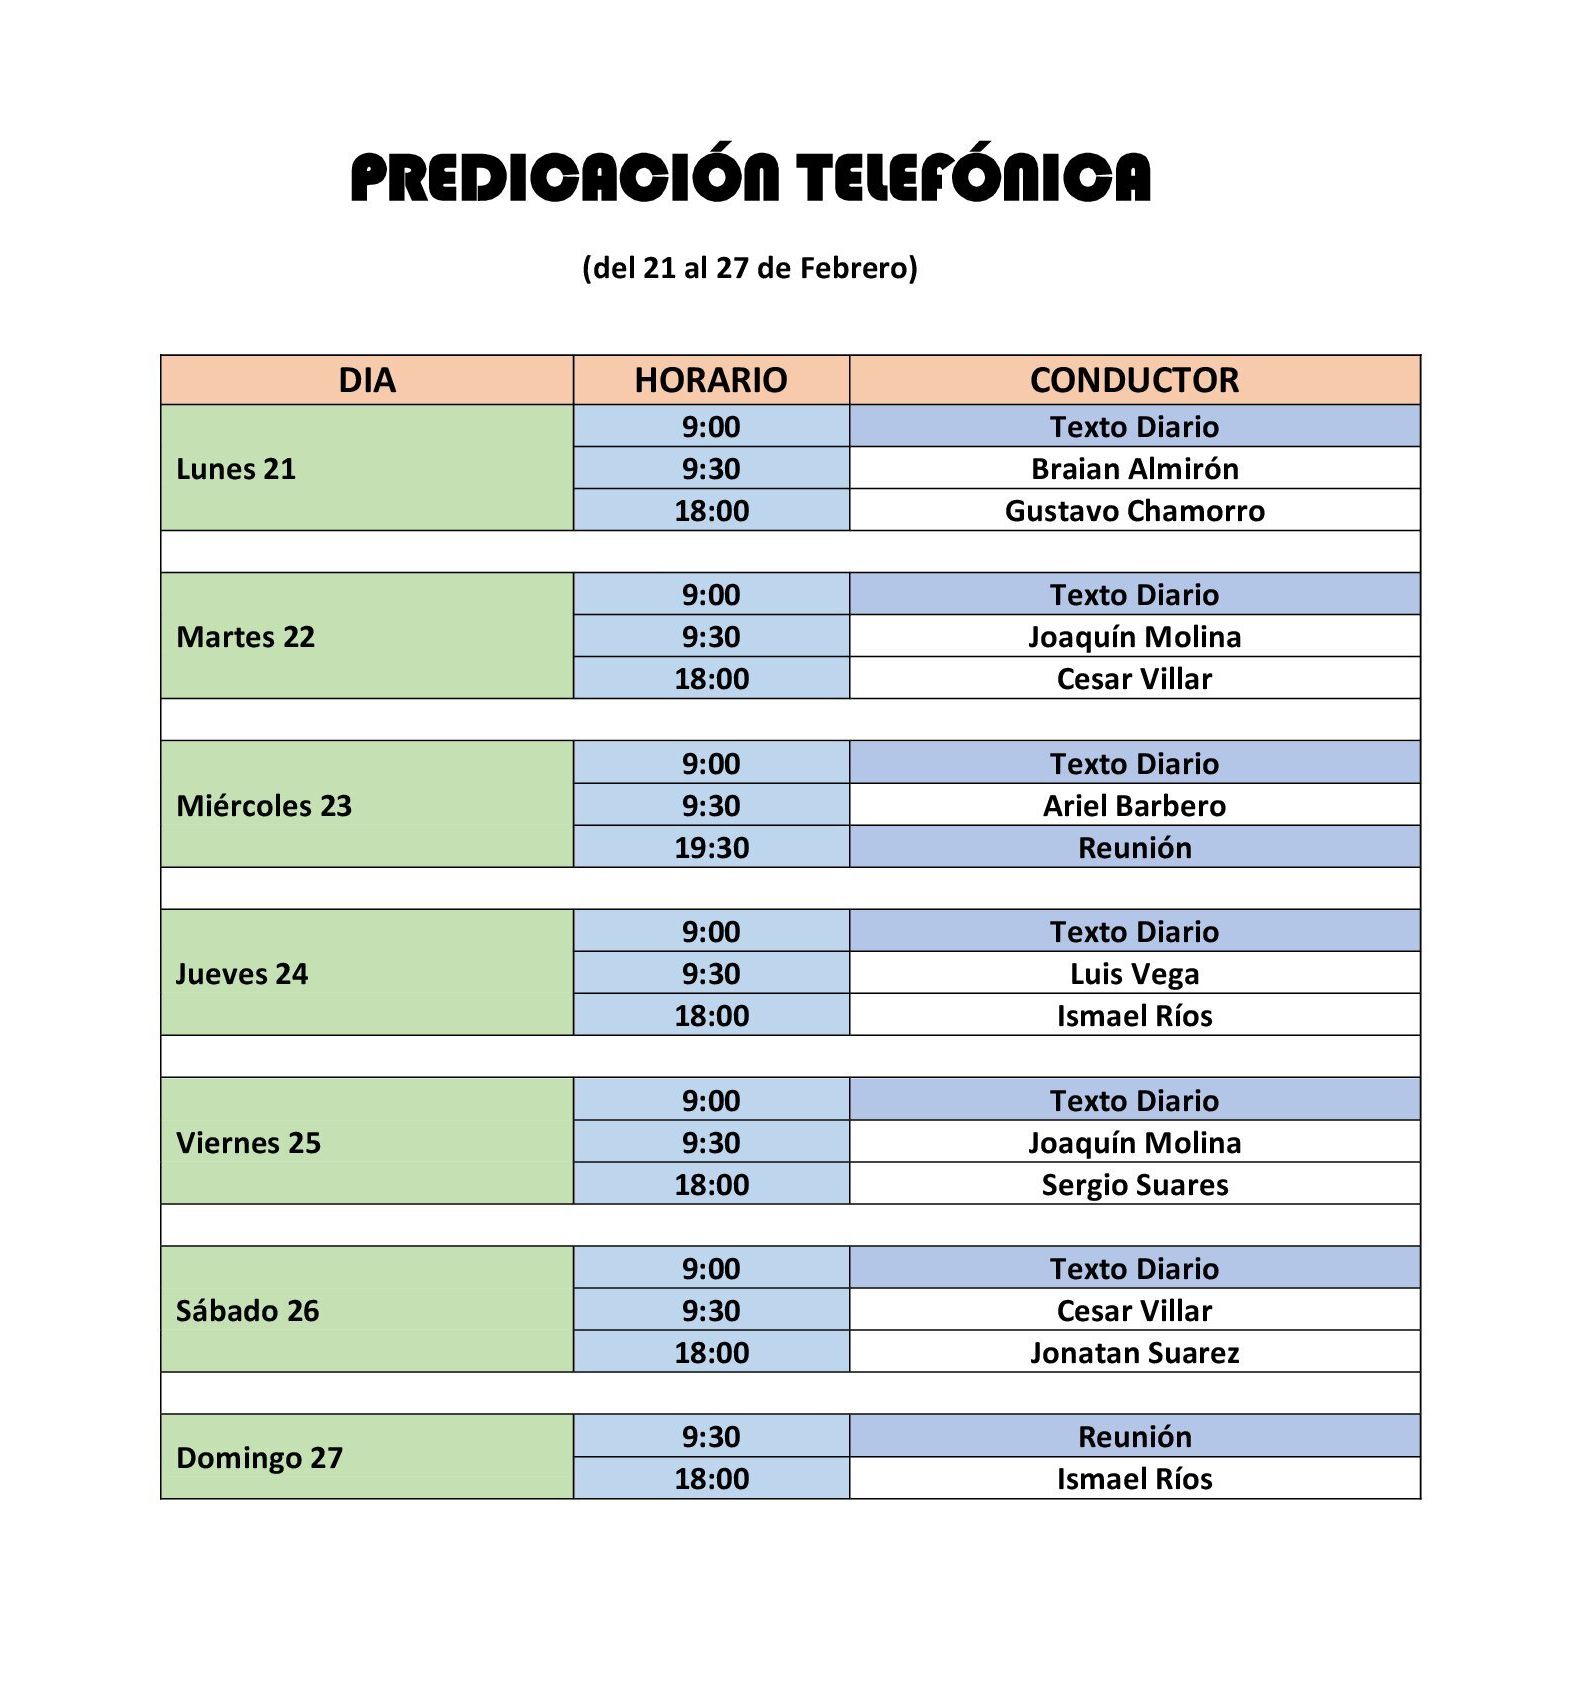 PREDICACIÓN TELEFÓNICA
(del 21 al 27 de Febrero)
DIA HORARIO CONDUCTOR
Lunes 21
9:00 Texto Diario
9:30 Braian Almirón
18:00 Gustavo Chamorro
Martes 22
9:00 Texto Diario
9:30 Joaquín Molina
18:00 Cesar Villar
Miércoles 23
9:00 Texto Diario
9:30 Ariel Barbero
19:30 Reunión
Jueves 24
9:00 Texto Diario
9:30 Luis Vega
18:00 Ismael Ríos
Viernes 25
9:00 Texto Diario
9:30 Joaquín Molina
18:00 Sergio Suares
Sábado 26
9:00 Texto Diario
9:30 Cesar Villar
18:00 Jonatan Suarez
Domingo 27
9:30 Reunión
18:00 Ismael Ríos